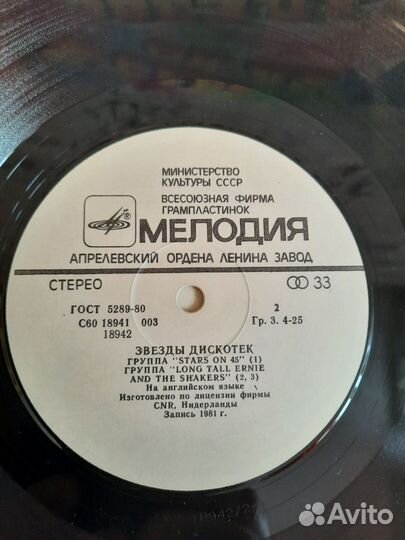 МИНИСТЕРСТВО
КУЛЬТУРЫ СССР
ВСЕСОЮЗНАЯ ФИРМА
ГРАМПЛАСТИНОК
®
МЕЛОДИЯ
АПРЕЛЕВСКИЙ ОРДЕНА ЛЕНИНА ЗАВОД
СТЕРЕО 33
ГОСТ 5289-80 2
С60 18941 003 Гр. 3. 4-25
18942
ЗВЕЗДЫ ДИСКОТЕК
ГРУППА "STARS ON 45" (1)
ГРУППА "LONG TALL ERNIE
AND THE SHAKERS" (2, 3)
На английском языке
Изготовлено по лицензии фирмы
CNR, Нидерланды
Запись 1981 г.
Avito